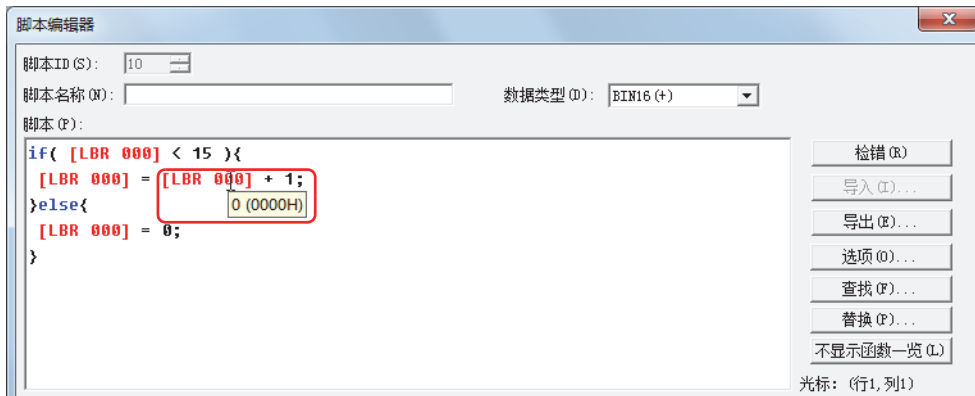 脚本编辑器
脚本ID(S): 10
脚本名称(N): 数据类型(D): BIN16(+)
脚本(P):
if( [LBR 000] < 15 ){
[LBR 000] = [LBR 000] + 1;
0 (0000H)
}else{
[LBR 000] = 0;
}
检错(R)
导入(I)...
导出(E)...
选项(O)...
查找(F)...
替换(P)...
不显示函数一览(L)
光标: (行1,列1)